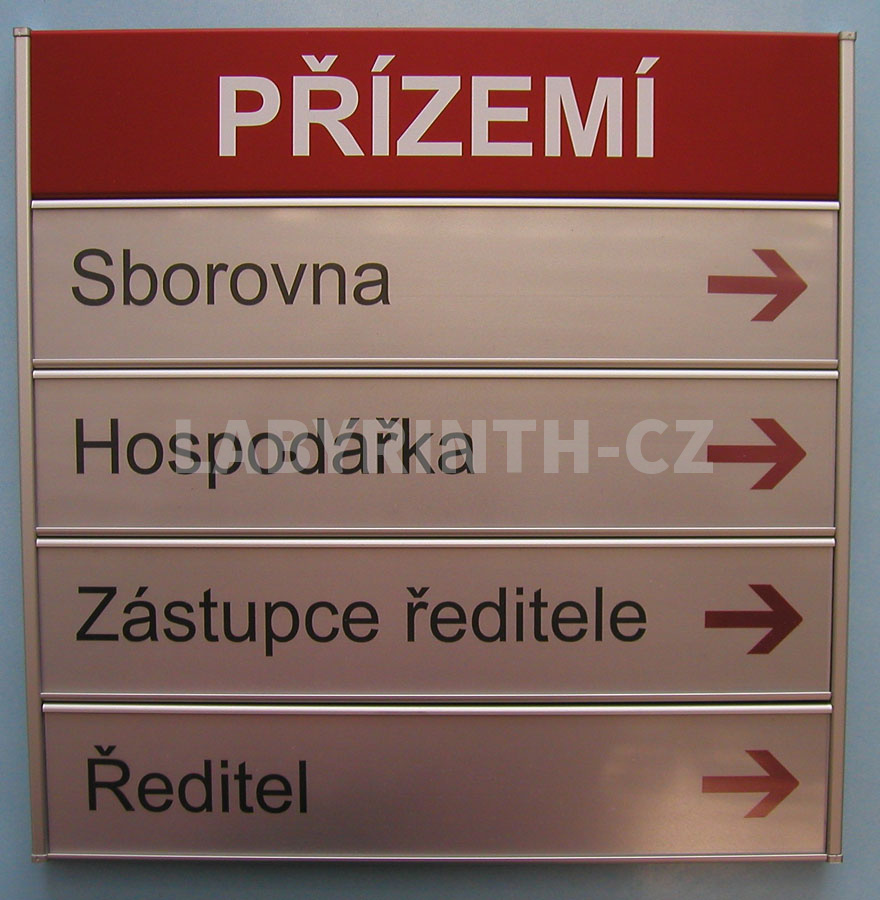 PŘÍZEMÍ
Sborovna
Hospodářka
LABYRINTH-CZ
Zástupce ředitele
Ředitel